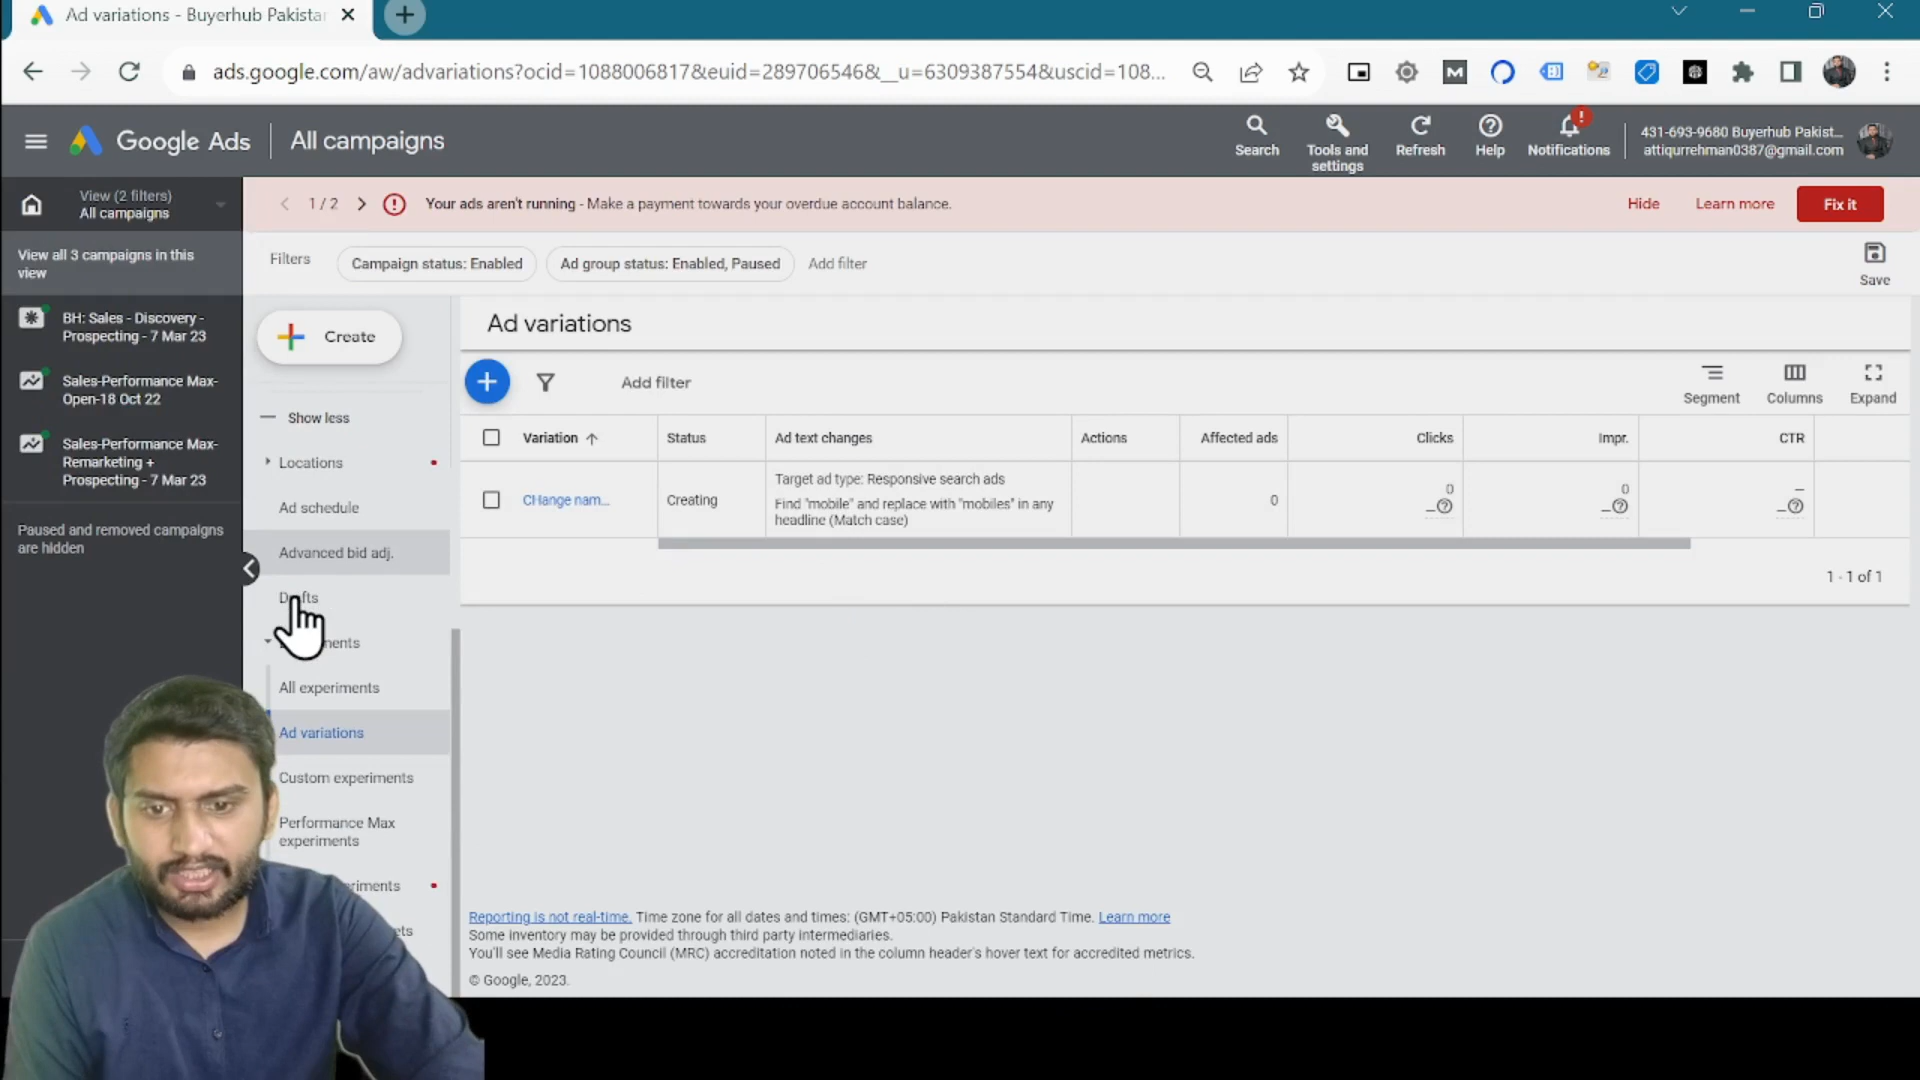 Ad variations - Buyerhub Pakistan
ads.google.com/aw/advariations?ocid=1088006817&euid=289706546&__u=6309387554&uscid=108...
Google Ads
All campaigns
Search
Tools and settings
Refresh
Help
Notifications
431-693-9680 Buyerhub Pakist...
attiqurrehman0387@gmail.com
View (2 filters)
All campaigns
1 / 2
Your ads aren't running - Make a payment towards your overdue account balance.
Hide
Learn more
Fix it
View all 3 campaigns in this view
Filters
Campaign status: Enabled
Ad group status: Enabled, Paused
Add filter
Save
BH: Sales - Discovery - Prospecting - 7 Mar 23
Sales-Performance Max-Open-18 Oct 22
Sales-Performance Max-Remarketing + Prospecting - 7 Mar 23
Paused and removed campaigns are hidden
Create
Show less
Locations
Ad schedule
Advanced bid adj.
Drafts
All experiments
Ad variations
Custom experiments
Performance Max experiments
Ad variations
Add filter
Segment
Columns
Expand
Variation
Status
Ad text changes
Actions
Affected ads
Clicks
Impr.
CTR
CHange nam...
Creating
Target ad type: Responsive search ads
Find "mobile" and replace with "mobiles" in any headline (Match case)
0
0
0
–
1 - 1 of 1
Reporting is not real-time. Time zone for all dates and times: (GMT+05:00) Pakistan Standard Time. Learn more
Some inventory may be provided through third party intermediaries.
You'll see Media Rating Council (MRC) accreditation noted in the column header's hover text for accredited metrics.
© Google, 2023.